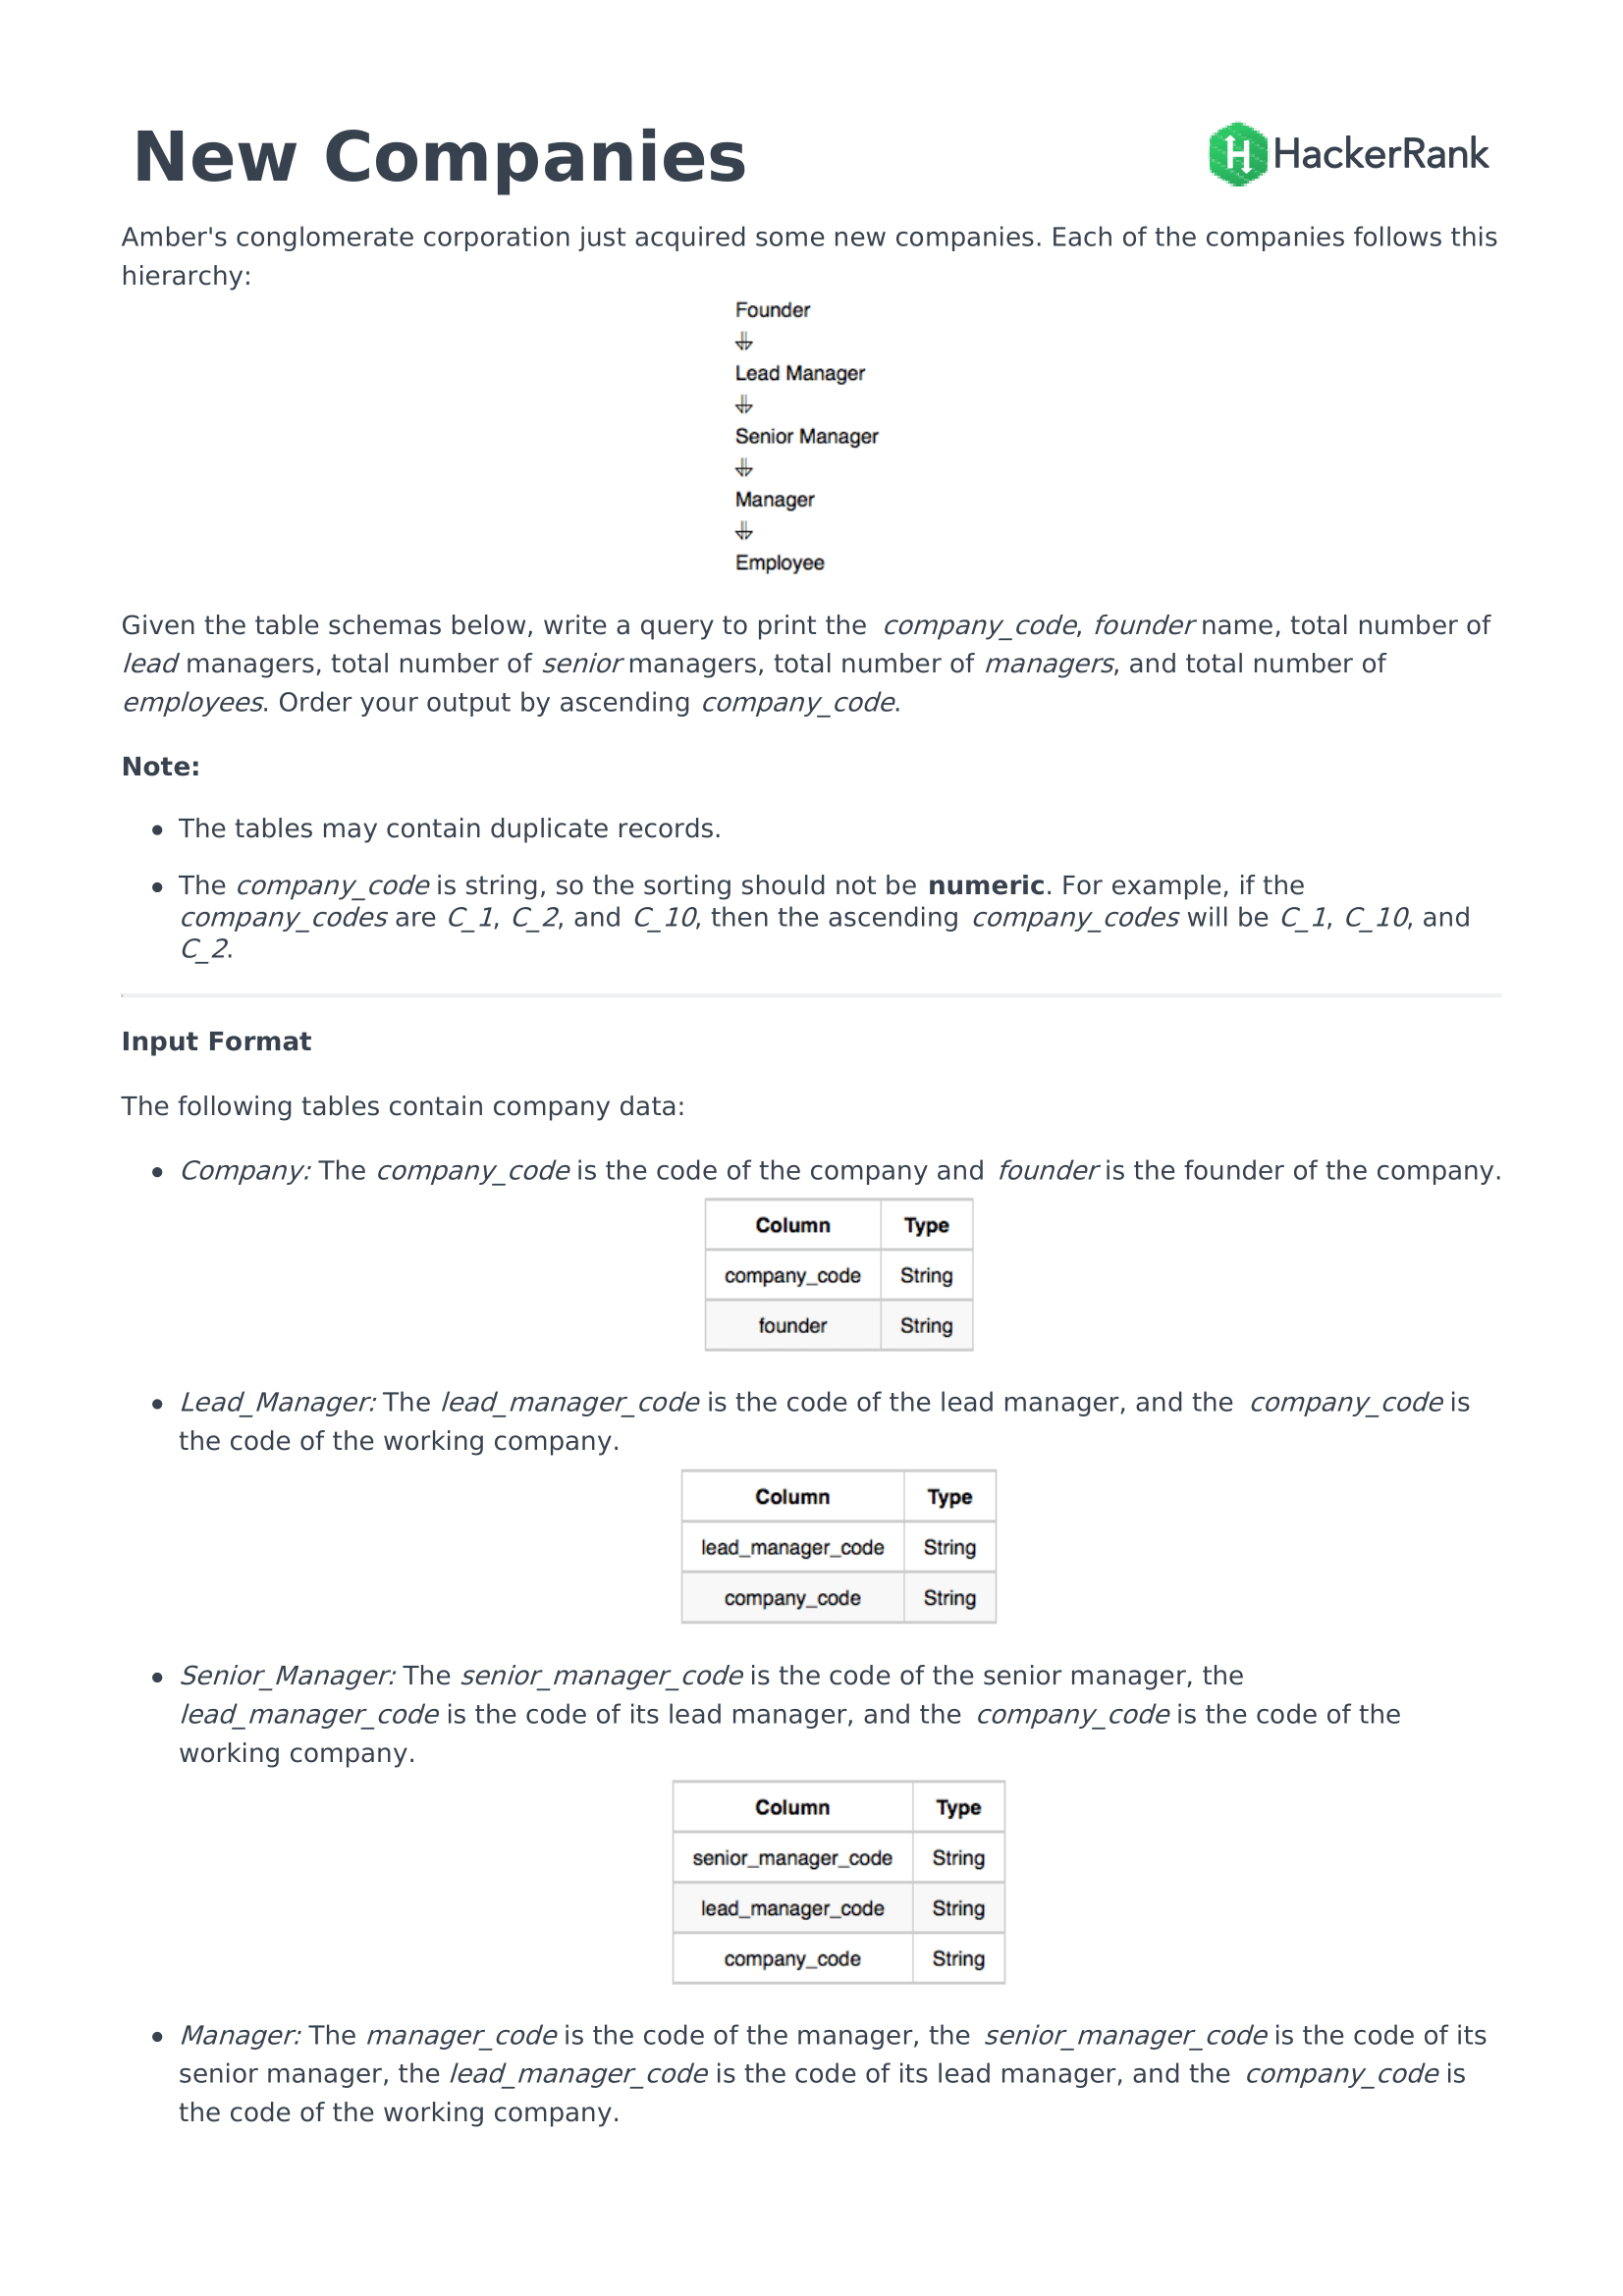 New Companies
HackerRank
Amber's conglomerate corporation just acquired some new companies. Each of the companies follows this
hierarchy:
Founder
Lead Manager
Senior Manager
Manager
Employee
Given the table schemas below, write a query to print the company_code, founder name, total number of
lead managers, total number of senior managers, total number of managers, and total number of
employees. Order your output by ascending company_code.
Note:
• The tables may contain duplicate records.
• The company_code is string, so the sorting should not be numeric. For example, if the
company_codes are C_1, C_2, and C_10, then the ascending company_codes will be C_1, C_10, and
C_2.
Input Format
The following tables contain company data:
• Company: The company_code is the code of the company and founder is the founder of the company.
Column Type
company_code String
founder String
• Lead_Manager: The lead_manager_code is the code of the lead manager, and the company_code is
the code of the working company.
Column Type
lead_manager_code String
company_code String
• Senior_Manager: The senior_manager_code is the code of the senior manager, the
lead_manager_code is the code of its lead manager, and the company_code is the code of the
working company.
Column Type
senior_manager_code String
lead_manager_code String
company_code String
• Manager: The manager_code is the code of the manager, the senior_manager_code is the code of its
senior manager, the lead_manager_code is the code of its lead manager, and the company_code is
the code of the working company.